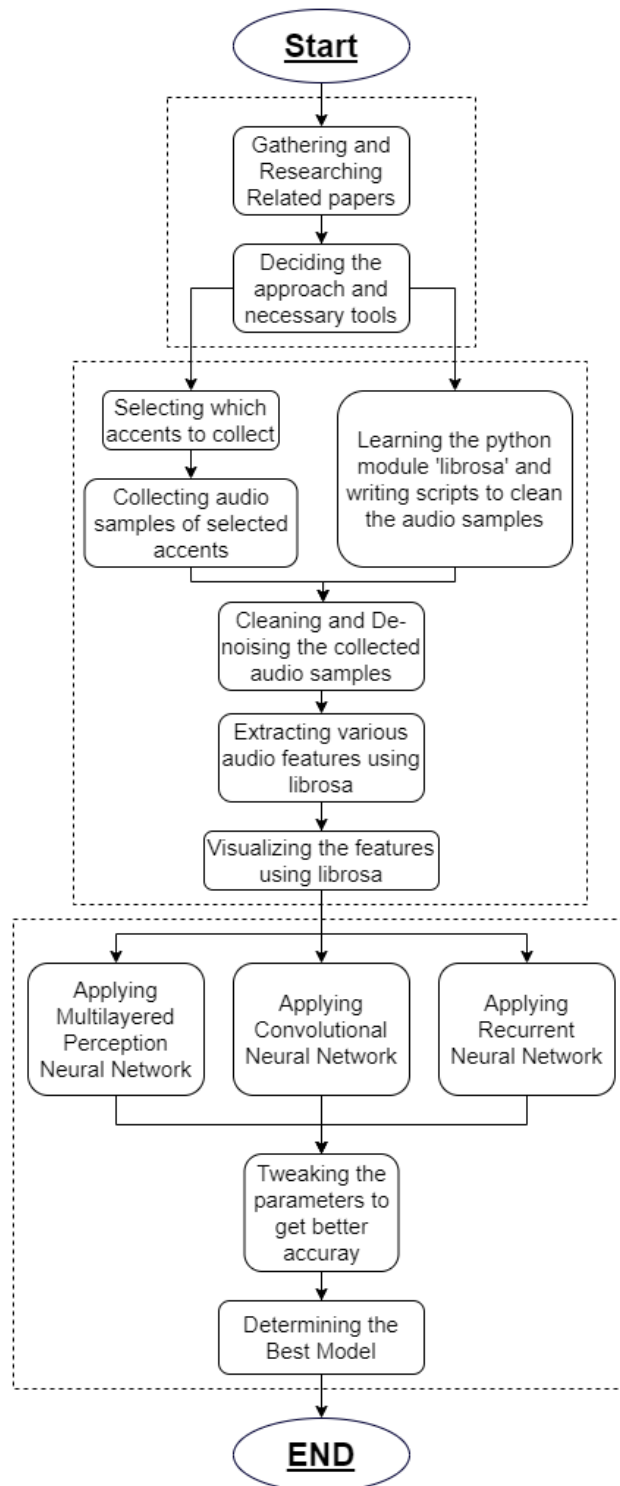 Start
Gathering and
Researching
Related papers
Deciding the
approach and
necessary tools
Selecting which
accents to collect
Collecting audio
samples of selected
accents
Learning the python
module 'librosa' and
writing scripts to clean
the audio samples
Cleaning and De-
noising the collected
audio samples
Extracting various
audio features using
librosa
Visualizing the features
using librosa
Applying
Multilayered
Perception
Neural Network
Applying
Convolutional
Neural Network
Applying
Recurrent
Neural Network
Tweaking the
parameters to
get better
accuray
Determining the
Best Model
END